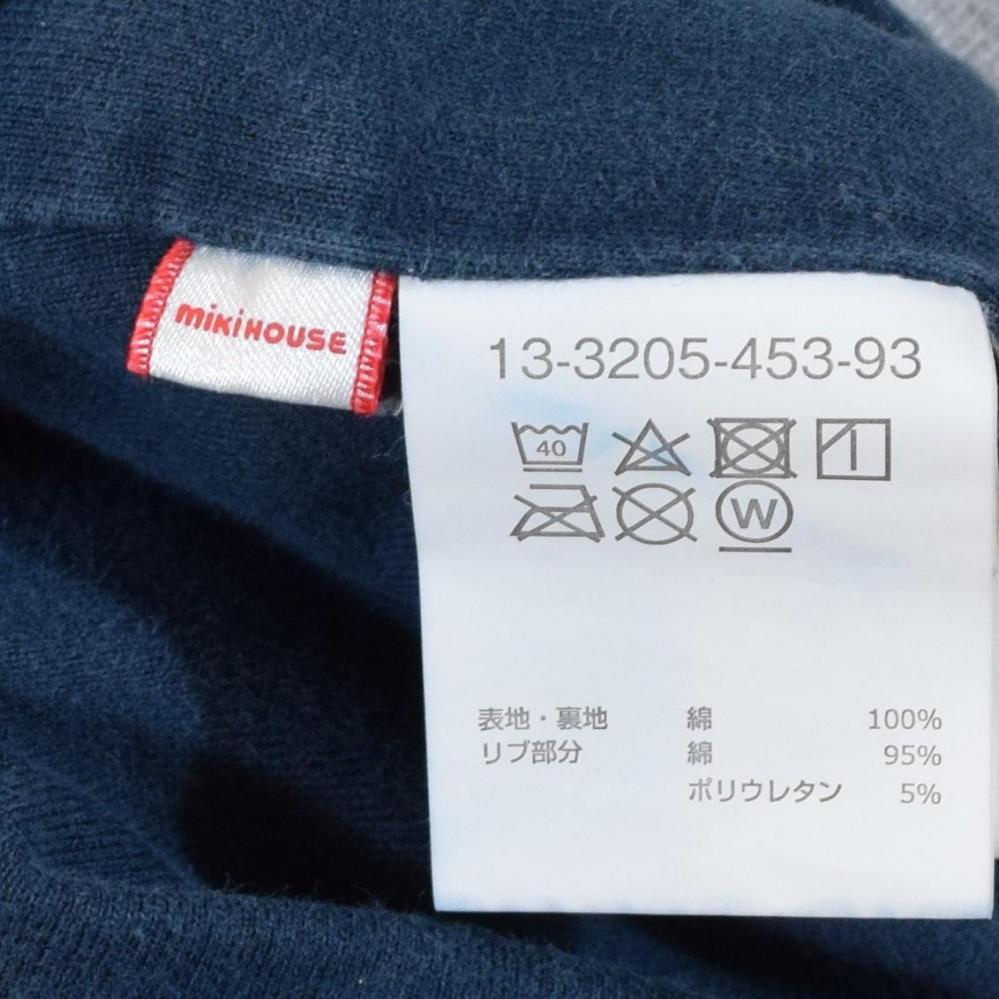 mikiHOUSE
13-3205-453-93
40
W
表地・裏地 綿 100%
リブ部分 綿 95%
ポリウレタン 5%